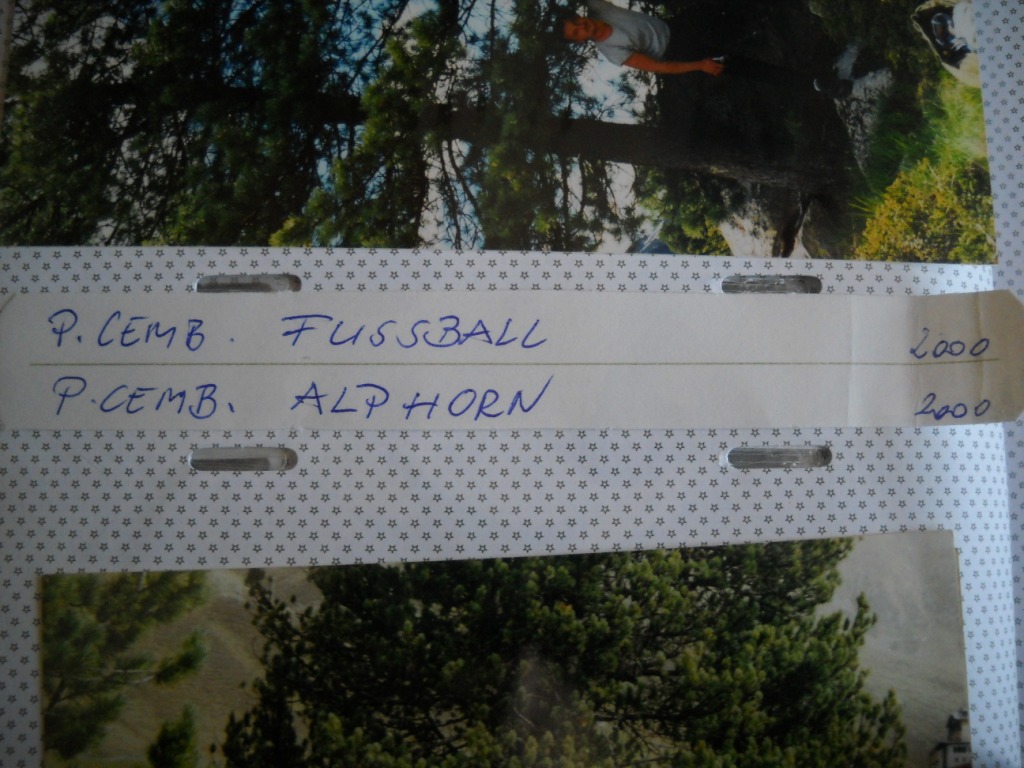 P. CEMB. FUSSBALL 2000
P. CEMB. ALPHORN 2000